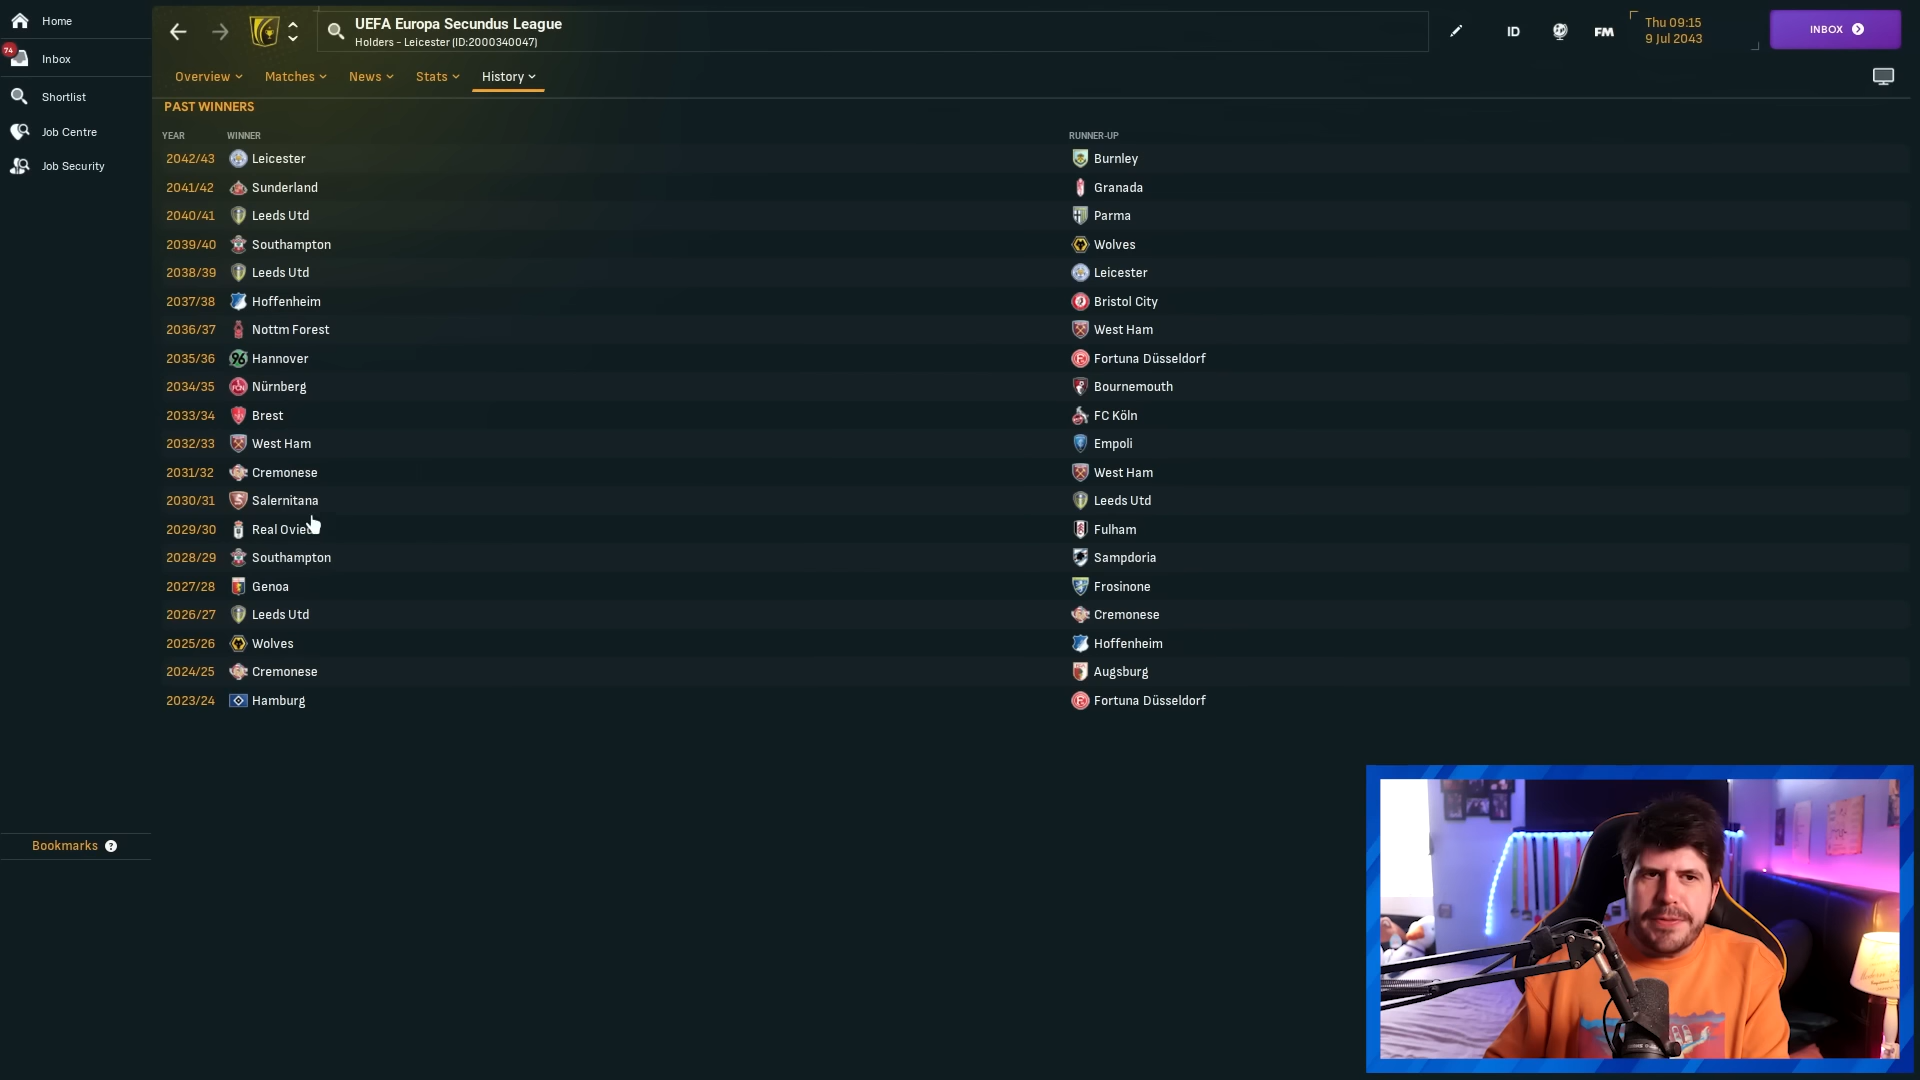 Home
74
Inbox
Shortlist
Job Centre
Job Security
Bookmarks ?
UEFA Europa Secundus League
Holders - Leicester (ID:2000340047)
ID
FM
Thu 09:15
9 Jul 2043
INBOX
Overview
Matches
News
Stats
History
PAST WINNERS
YEAR WINNER RUNNER-UP
2042/43 Leicester Burnley
2041/42 Sunderland Granada
2040/41 Leeds Utd Parma
2039/40 Southampton Wolves
2038/39 Leeds Utd Leicester
2037/38 Hoffenheim Bristol City
2036/37 Nottm Forest West Ham
2035/36 Hannover Fortuna Düsseldorf
2034/35 Nürnberg Bournemouth
2033/34 Brest FC Köln
2032/33 West Ham Empoli
2031/32 Cremonese West Ham
2030/31 Salernitana Leeds Utd
2029/30 Real Fulham
2028/29 Southampton Sampdoria
2027/28 Genoa Frosinone
2026/27 Leeds Utd Cremonese
2025/26 Wolves Hoffenheim
2024/25 Cremonese Augsburg
2023/24 Hamburg Fortuna Düsseldorf